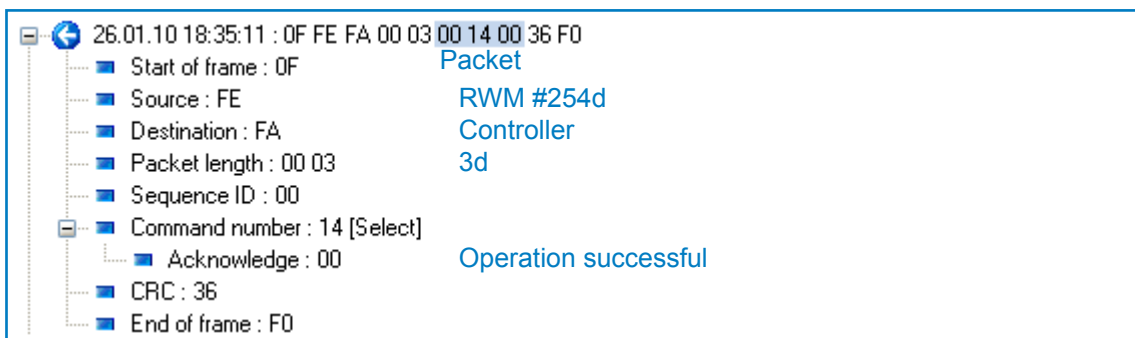 26.01.10 18:35:11 : 0F FE FA 00 03 00 14 00 36 F0
Packet
Start of frame : 0F
Source : FE RWM #254d
Destination : FA Controller
Packet length : 00 03 3d
Sequence ID : 00
Command number : 14 [Select]
Acknowledge : 00 Operation successful
CRC : 36
End of frame : F0